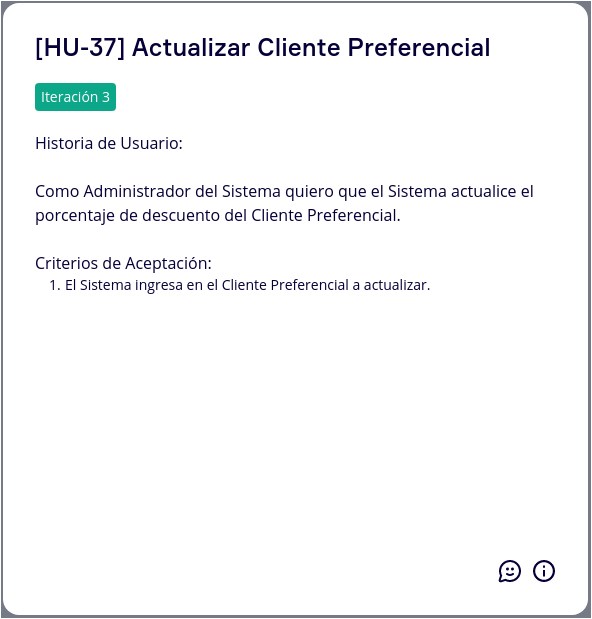 [HU-37] Actualizar Cliente Preferencial
Iteración 3
Historia de Usuario:
Como Administrador del Sistema quiero que el Sistema actualice el
porcentaje de descuento del Cliente Preferencial.
Criterios de Aceptación:
1. El Sistema ingresa en el Cliente Preferencial a actualizar.